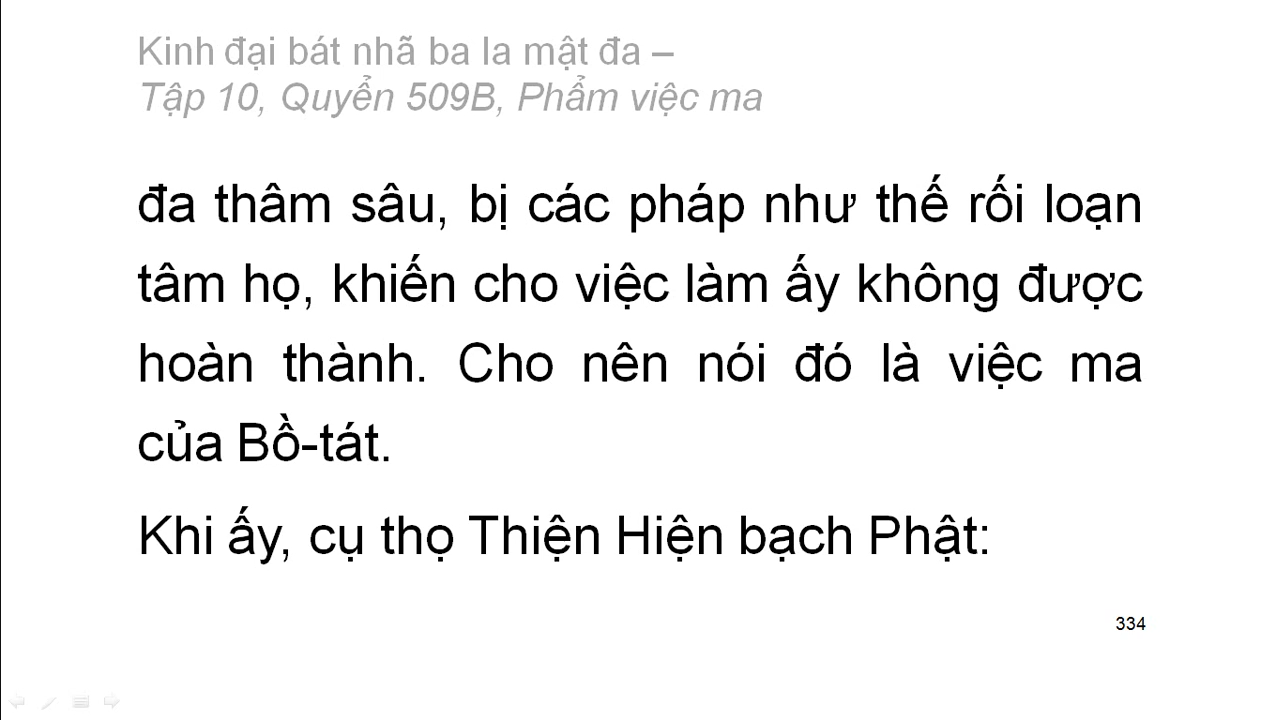 Kinh đại bát nhã ba la mật đa –
Tập 10, Quyển 509B, Phẩm việc ma
đa thâm sâu, bị các pháp như thế rối loạn
tâm họ, khiến cho việc làm ấy không được
hoàn thành. Cho nên nói đó là việc ma
của Bồ-tát.
Khi ấy, cụ thọ Thiện Hiện bạch Phật:
334